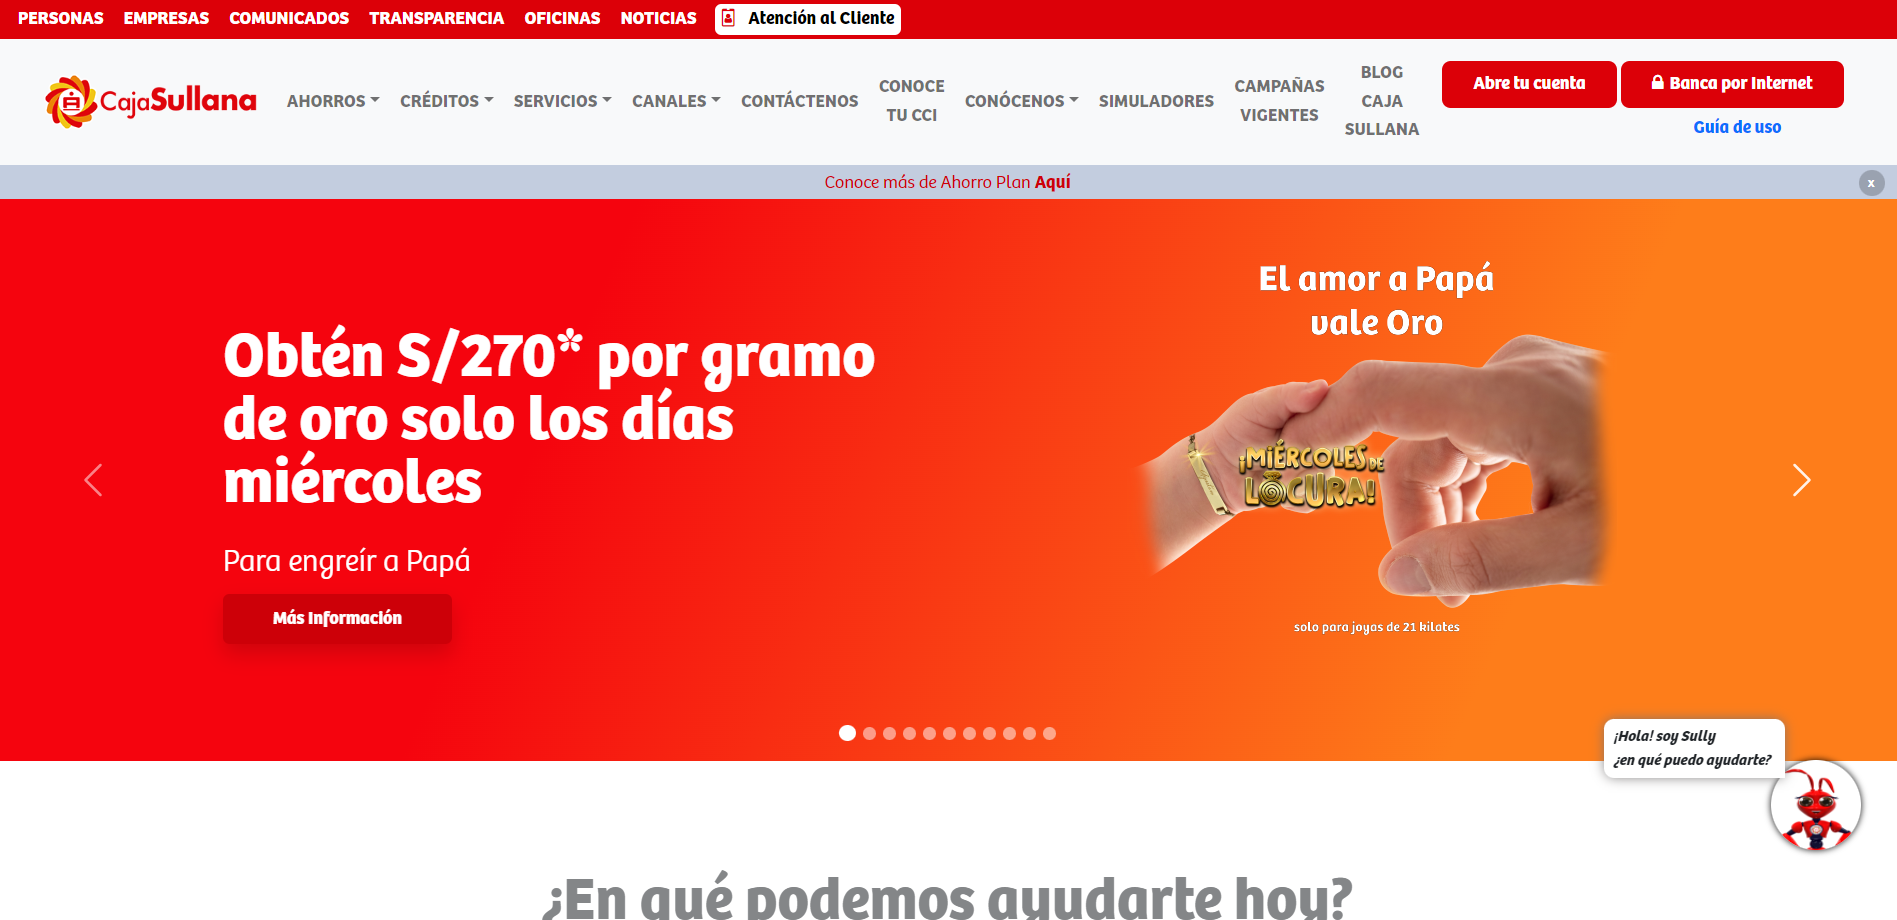 PERSONAS EMPRESAS COMUNICADOS TRANSPARENCIA OFICINAS NOTICIAS Atención al Cliente
CajaSullana
AHORROS CRÉDITOS SERVICIOS CANALES CONTÁCTENOS
CONOCE
TU CCI
CONÓCENOS SIMULADORES
CAMPAÑAS
VIGENTES
BLOG
CAJA
SULLANA
Abre tu cuenta
Banca por Internet
Guía de uso
Conoce más de Ahorro Plan Aquí
x
Obtén S/270* por gramo
de oro solo los días
miércoles
Para engreír a Papá
Más Información
El amor a Papá
vale Oro
¡MIÉRCOLES DE
LOCURA!
solo para joyas de 21 kilates
¡Hola! soy Sully
¿en qué puedo ayudarte?
¿En qué podemos ayudarte hoy?